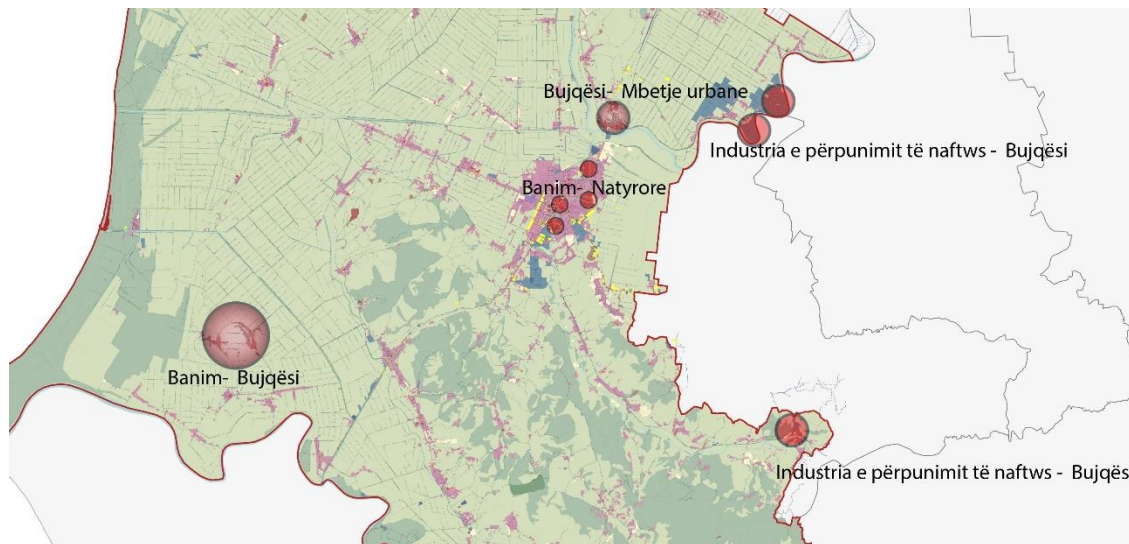 Bujqësi- Mbetje urbane
Industria e përpunimit të naftws - Bujqësi
Banim- Natyrore
Banim- Bujqësi
Industria e përpunimit të naftws - Bujqës